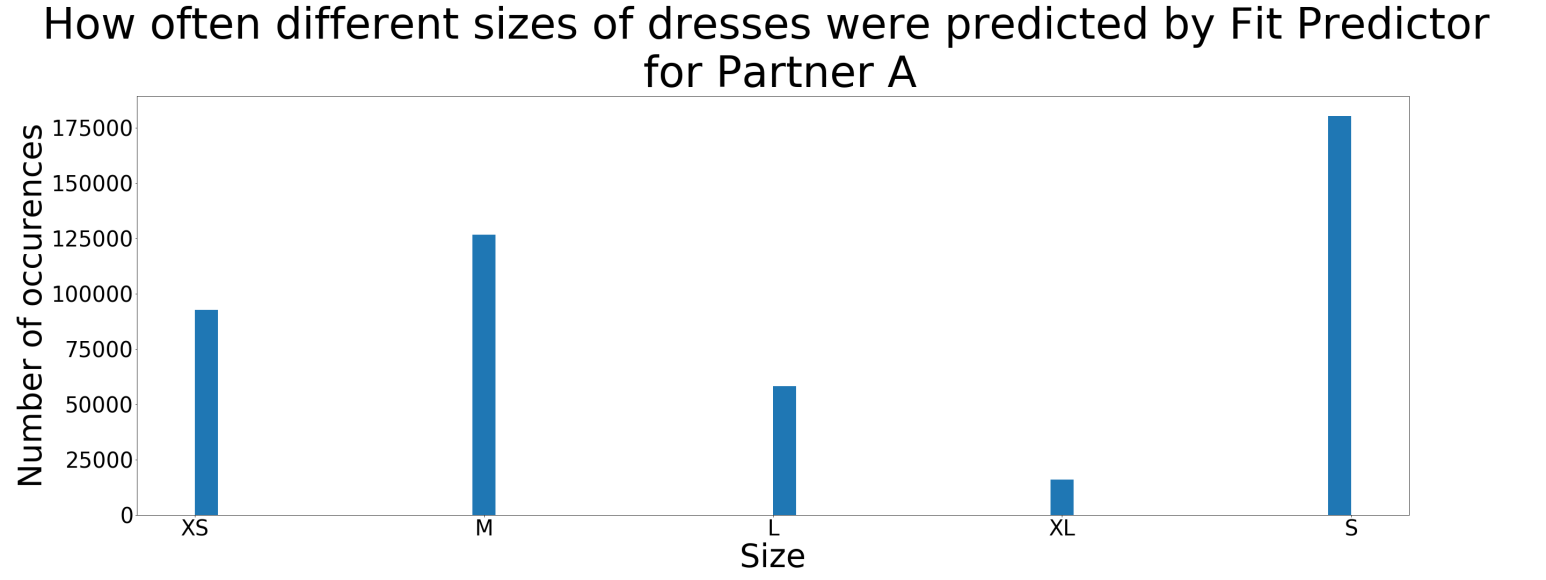 How often different sizes of dresses were predicted by Fit Predictor
for Partner A
Number of occurences
175000
150000
125000
100000
75000
50000
25000
0
XS M L XL S
Size